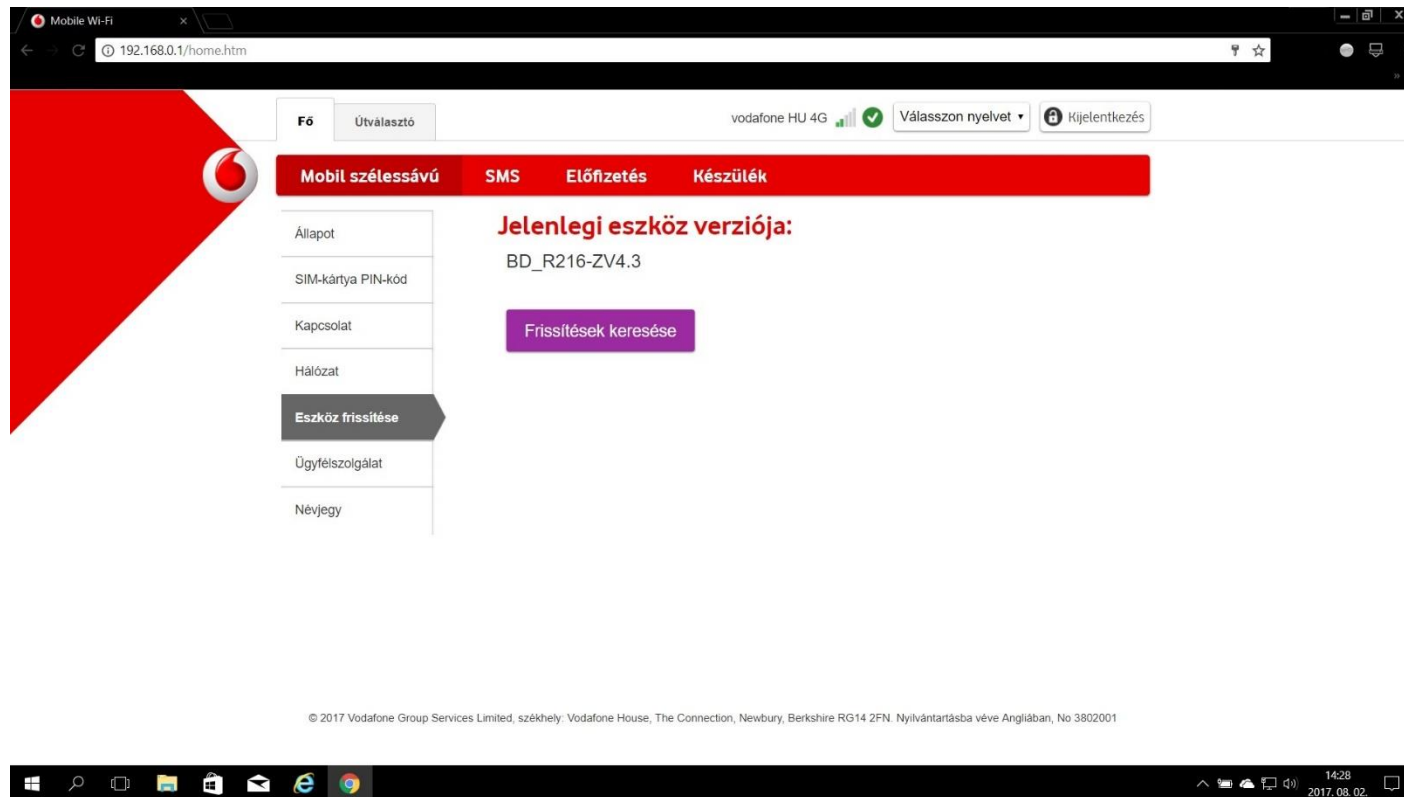 Mobile Wi-Fi
192.168.0.1/home.htm
Fő
Útválasztó
vodafone HU 4G
Válasszon nyelvet
Kijelentkezés
Mobil szélessávú
SMS
Előfizetés
Készülék
Állapot
SIM-kártya PIN-kód
Kapcsolat
Hálózat
Eszköz frissítése
Ügyfélszolgálat
Névjegy
Jelenlegi eszköz verziója:
BD_R216-ZV4.3
Frissítések keresése
© 2017 Vodafone Group Services Limited, székhely: Vodafone House, The Connection, Newbury, Berkshire RG14 2FN. Nyilvántartásba véve Angliában, No 3802001
14:28
2017. 08. 02.